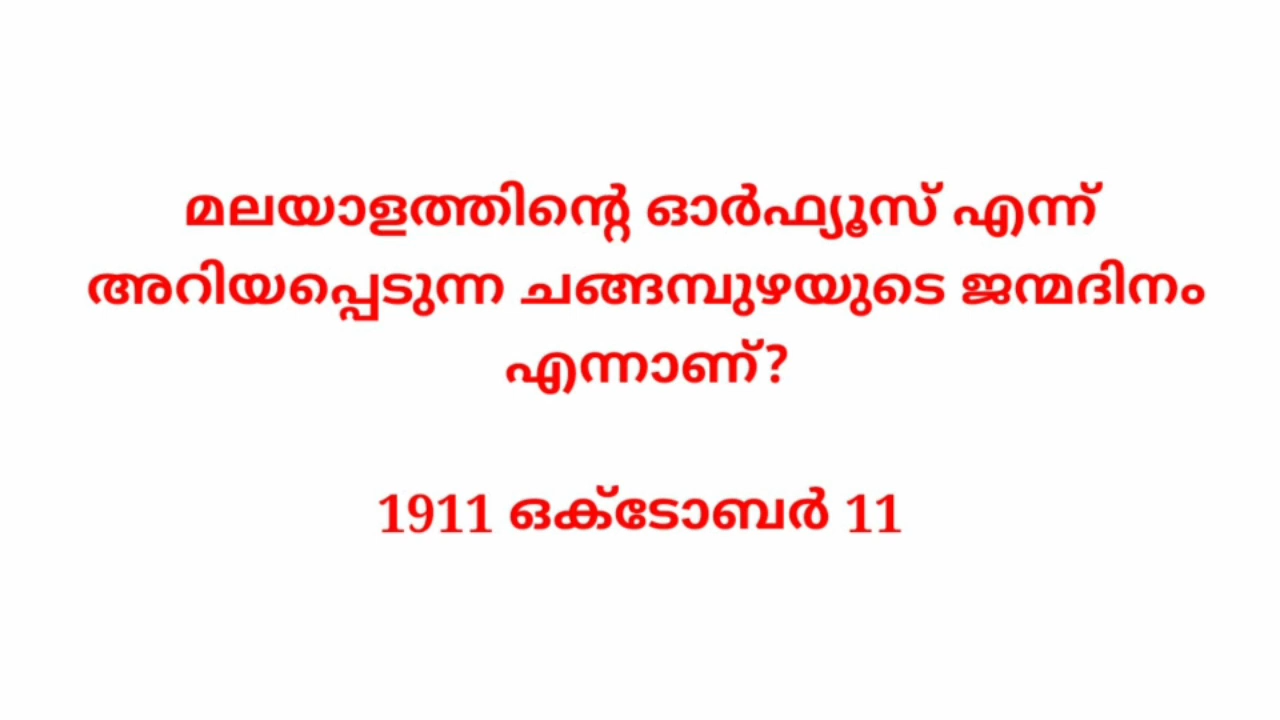 മലയാളത്തിന്റെ ഓർഫ്യൂസ് എന്ന്
അറിയപ്പെടുന്ന ചങ്ങമ്പുഴയുടെ ജന്മദിനം
എന്നാണ്?
1911 ഒക്ടോബർ 11